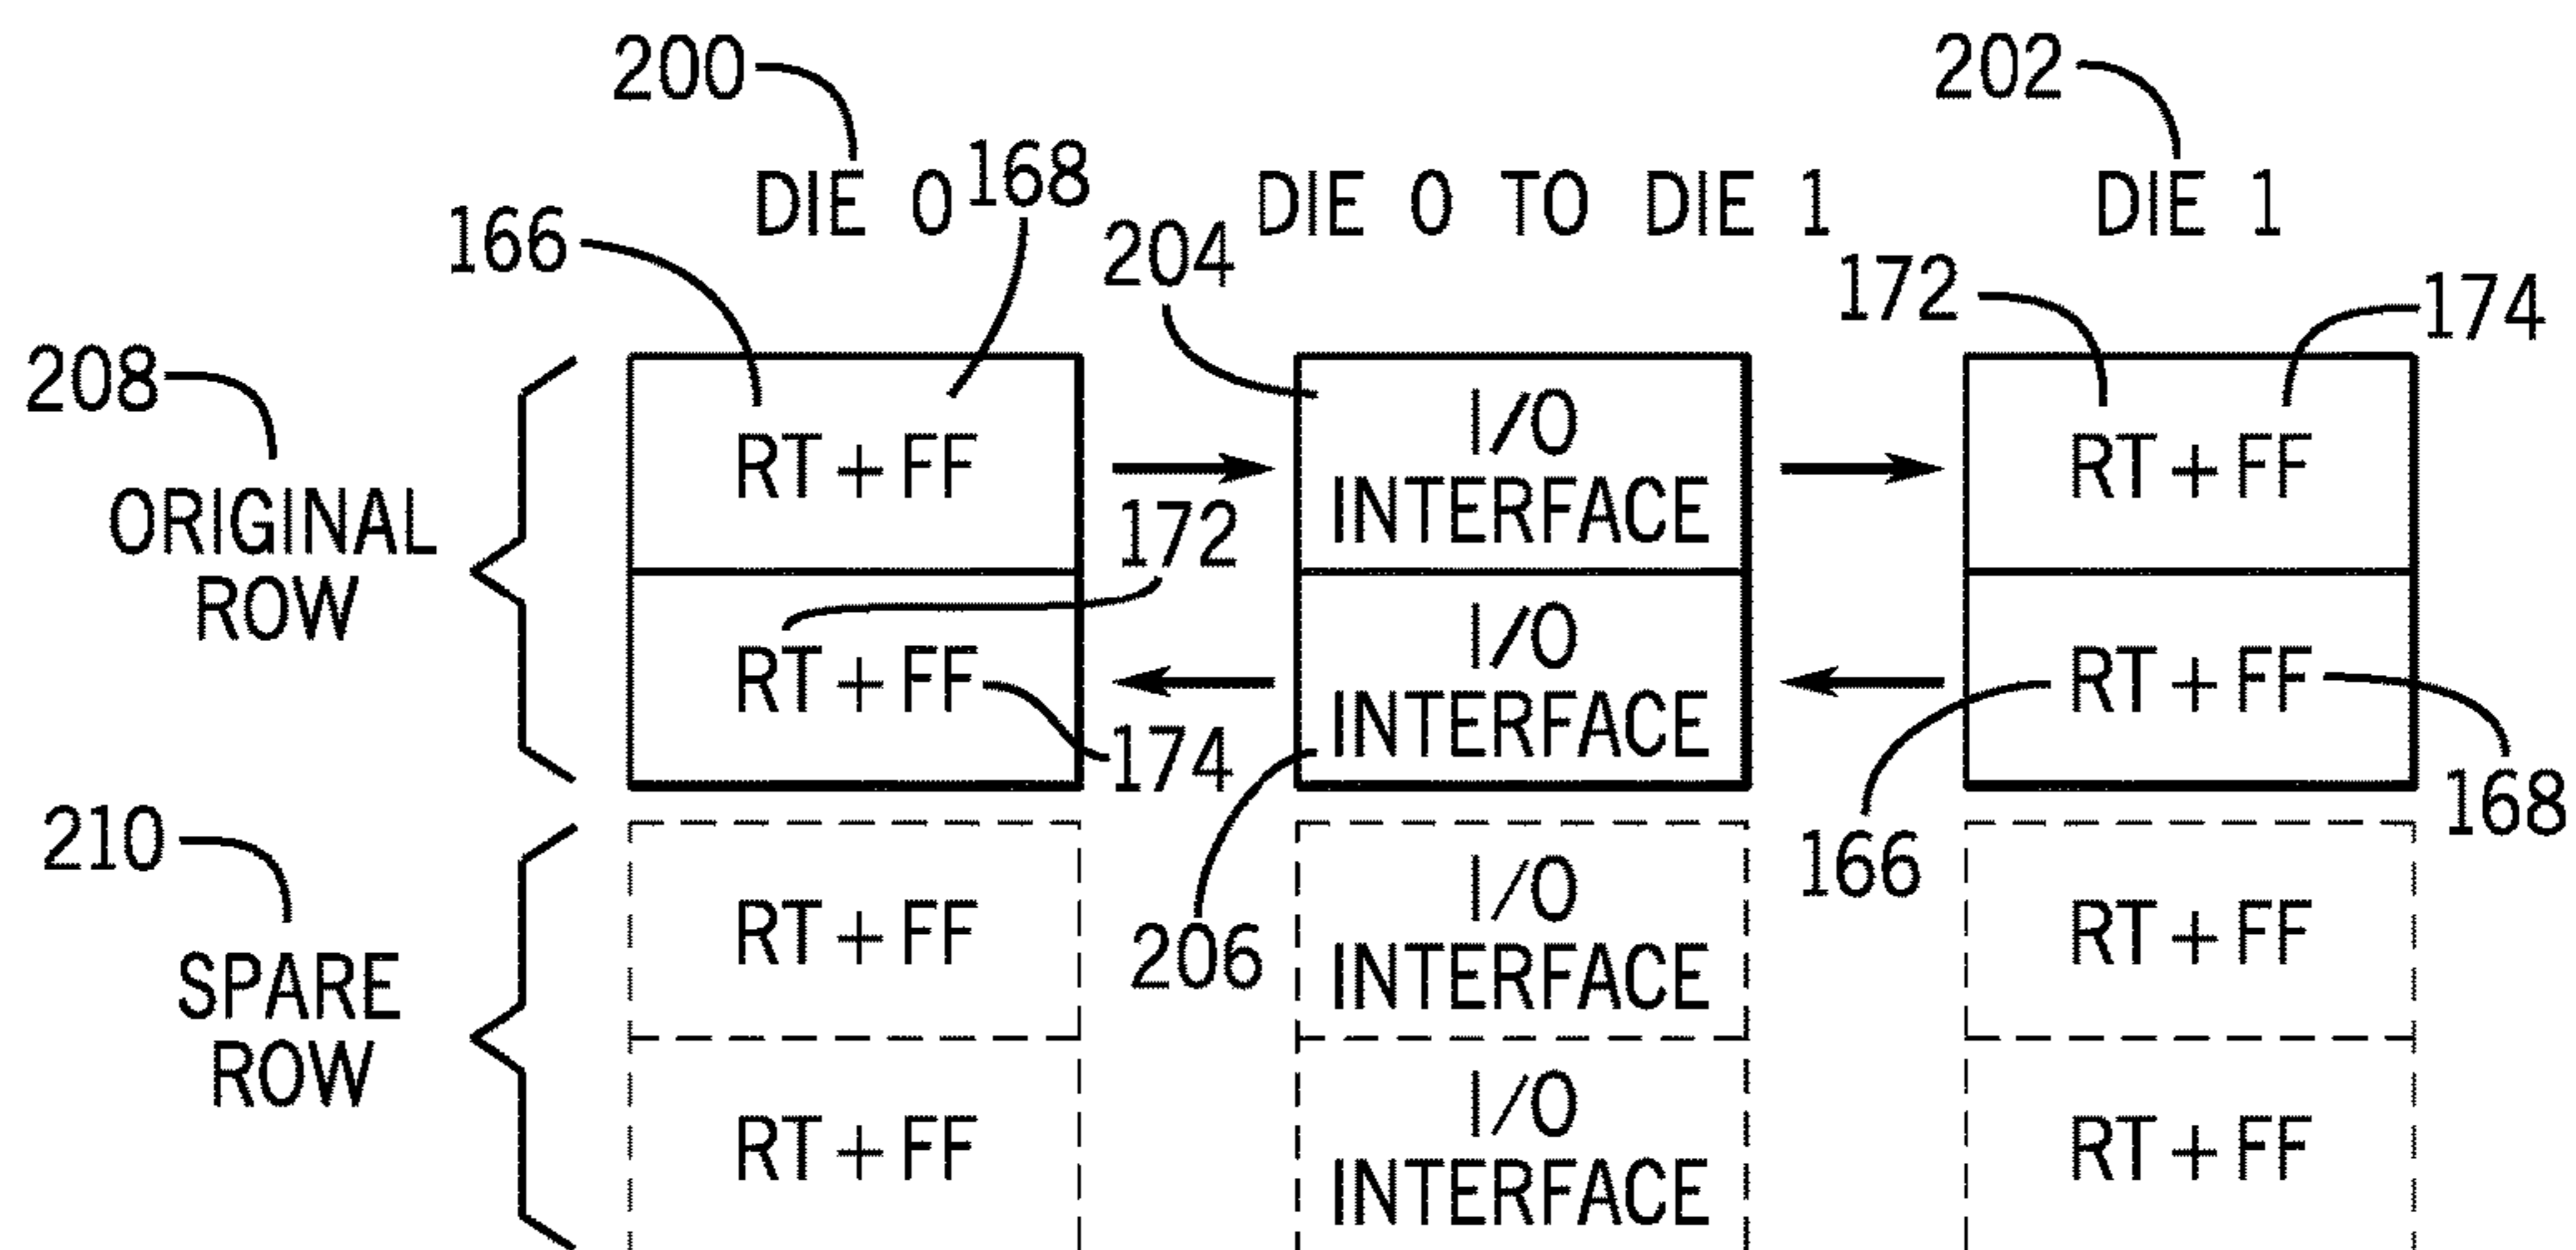 200
202
DIE 0
168
DIE 0 TO DIE 1
DIE 1
166
204
172
174
208
ORIGINAL
ROW
RT + FF
I/O
INTERFACE
RT + FF
172
RT + FF
174
I/O
INTERFACE
RT + FF
166
168
210
SPARE
ROW
206
RT + FF
I/O
INTERFACE
RT + FF
RT + FF
I/O
INTERFACE
RT + FF